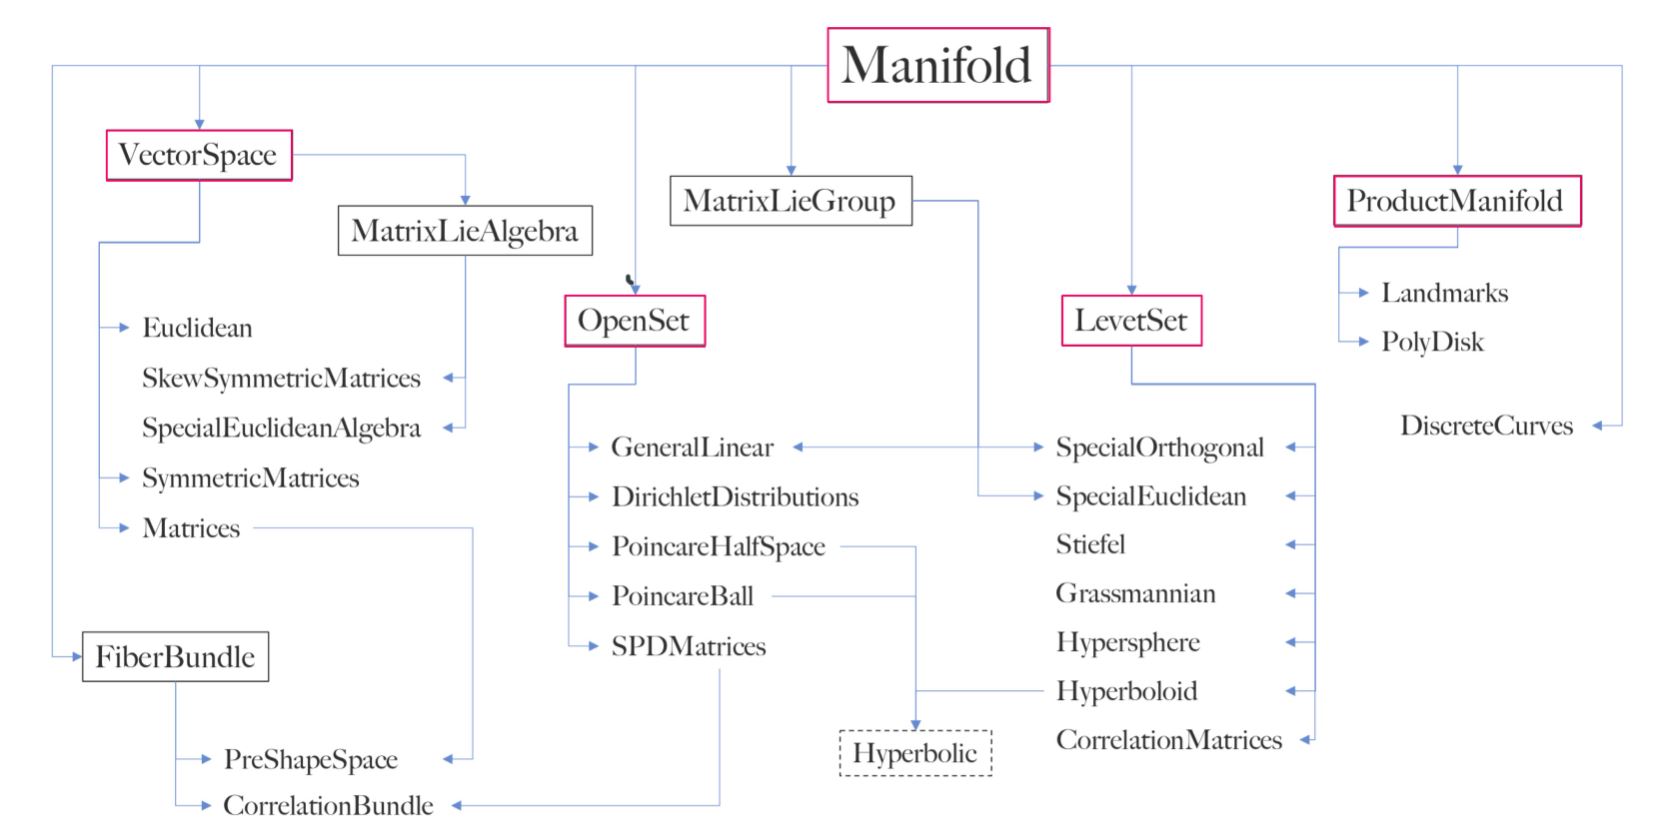 Manifold
VectorSpace
MatrixLieAlgebra
MatrixLieGroup
ProductManifold
OpenSet
LevetSet
Landmarks
PolyDisk
DiscreteCurves
Euclidean
SkewSymmetricMatrices
SpecialEuclideanAlgebra
SymmetricMatrices
Matrices
GeneralLinear
DirichletDistributions
PoincareHalfSpace
PoincareBall
SPDMatrices
SpecialOrthogonal
SpecialEuclidean
Stiefel
Grassmannian
Hypersphere
Hyperboloid
CorrelationMatrices
FiberBundle
PreShapeSpace
CorrelationBundle
Hyperbolic